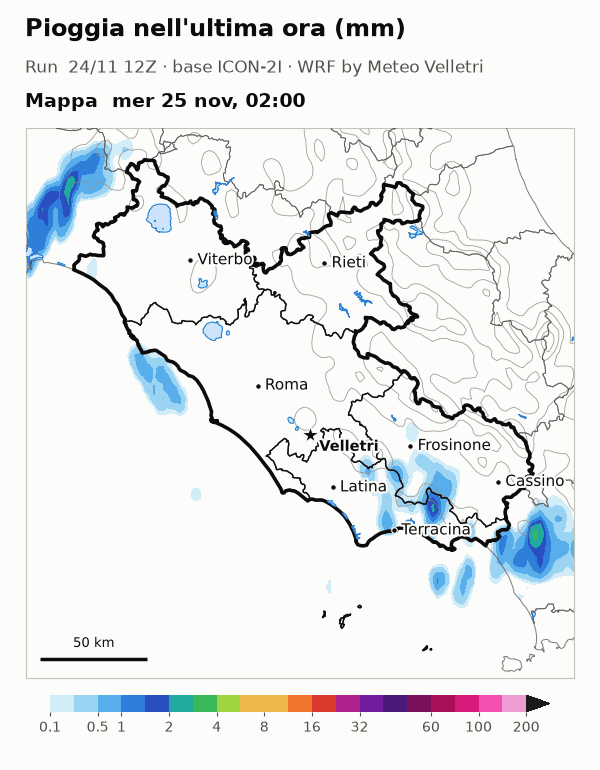 Pioggia nell'ultima ora (mm)
Run  24/11 12Z · base ICON-2I · WRF by Meteo Velletri
Mappa  mer 25 nov, 02:00
Viterbo
Rieti
Roma
Velletri
Frosinone
Latina
Cassino
Terracina
50 km
0.1 0.5 1 2 4 8 16 32 60 100 200